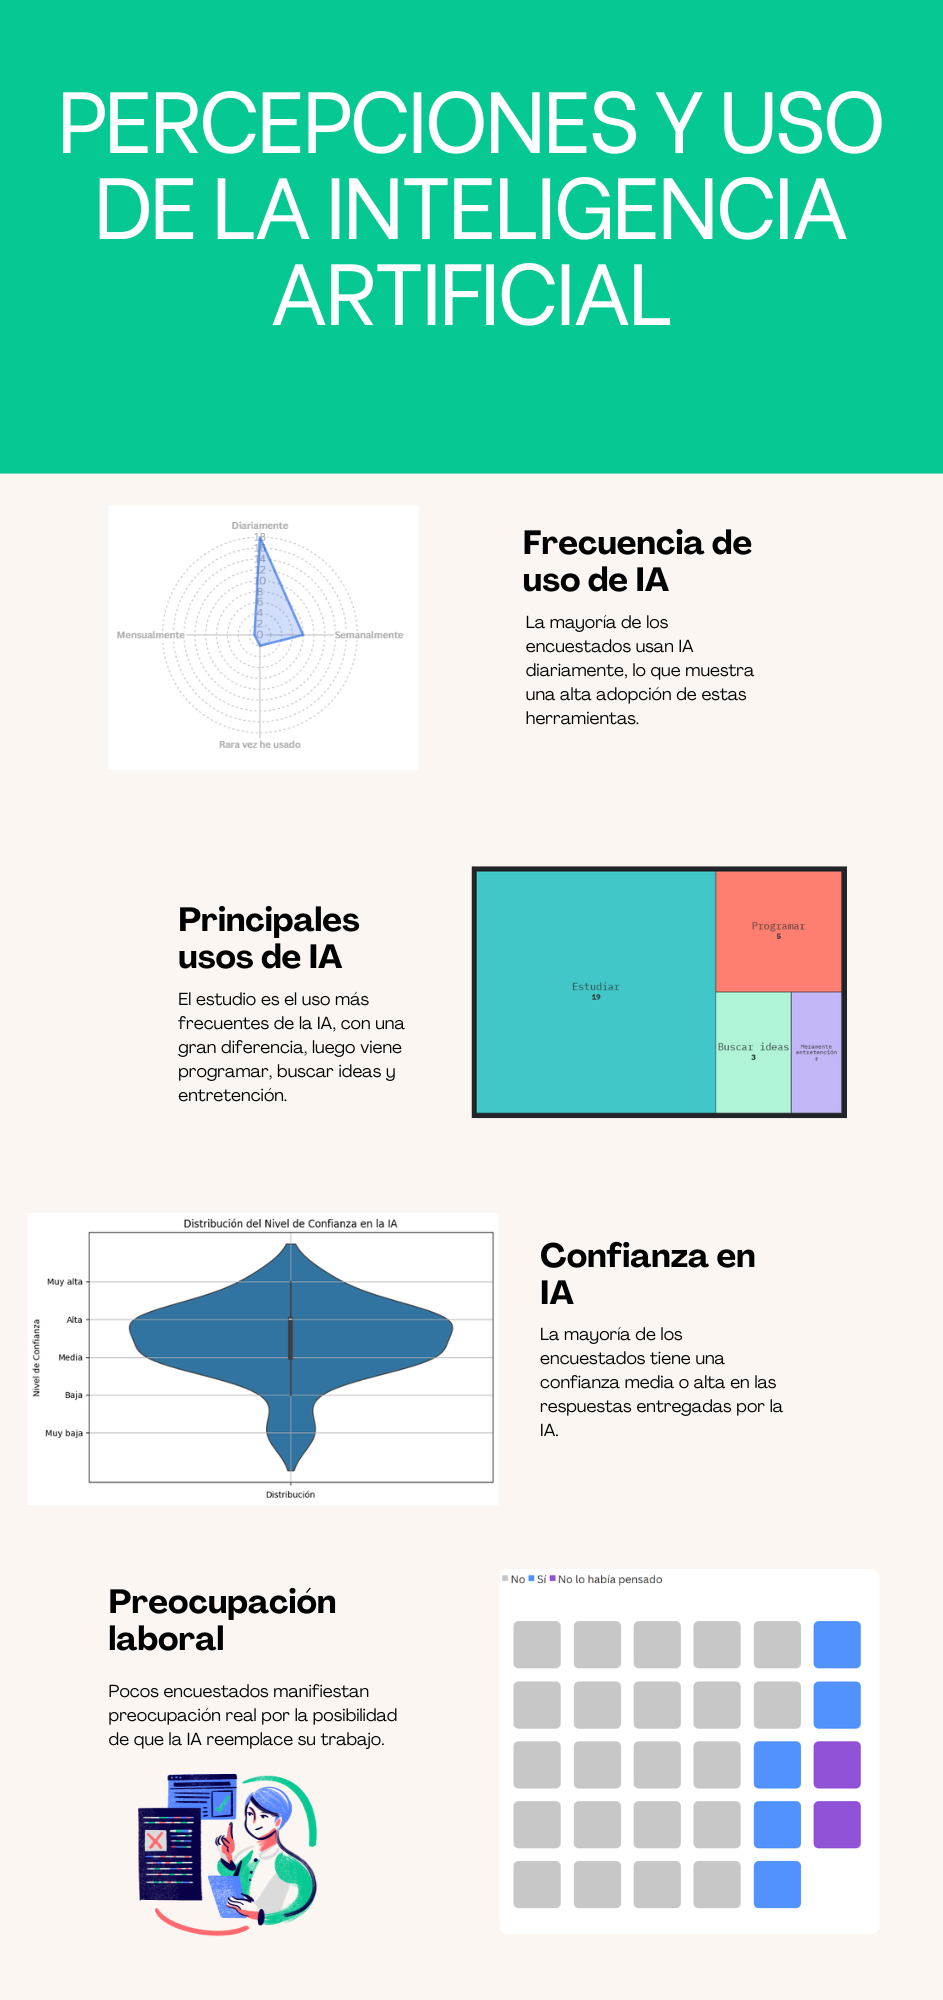 PERCEPCIONES Y USO
DE LA INTELIGENCIA
ARTIFICIAL
Diariamente
18
14
12
10
8
6
4
2
0
Mensualmente
Semanalmente
Rara vez he usado
Frecuencia de
uso de IA
La mayoría de los
encuestados usan IA
diariamente, lo que muestra
una alta adopción de estas
herramientas.
Principales
usos de IA
El estudio es el uso más
frecuentes de la IA, con una
gran diferencia, luego viene
programar, buscar ideas y
entretención.
Estudiar
19
Programar
5
Buscar ideas
3
Meramente
entretención
2
Distribución del Nivel de Confianza en la IA
Nivel de Confianza
Muy alta
Alta
Media
Baja
Muy baja
Distribución
Confianza en
IA
La mayoría de los
encuestados tiene una
confianza media o alta en las
respuestas entregadas por la
IA.
Preocupación
laboral
Pocos encuestados manifiestan
preocupación real por la posibilidad
de que la IA reemplace su trabajo.
No Sí No lo había pensado